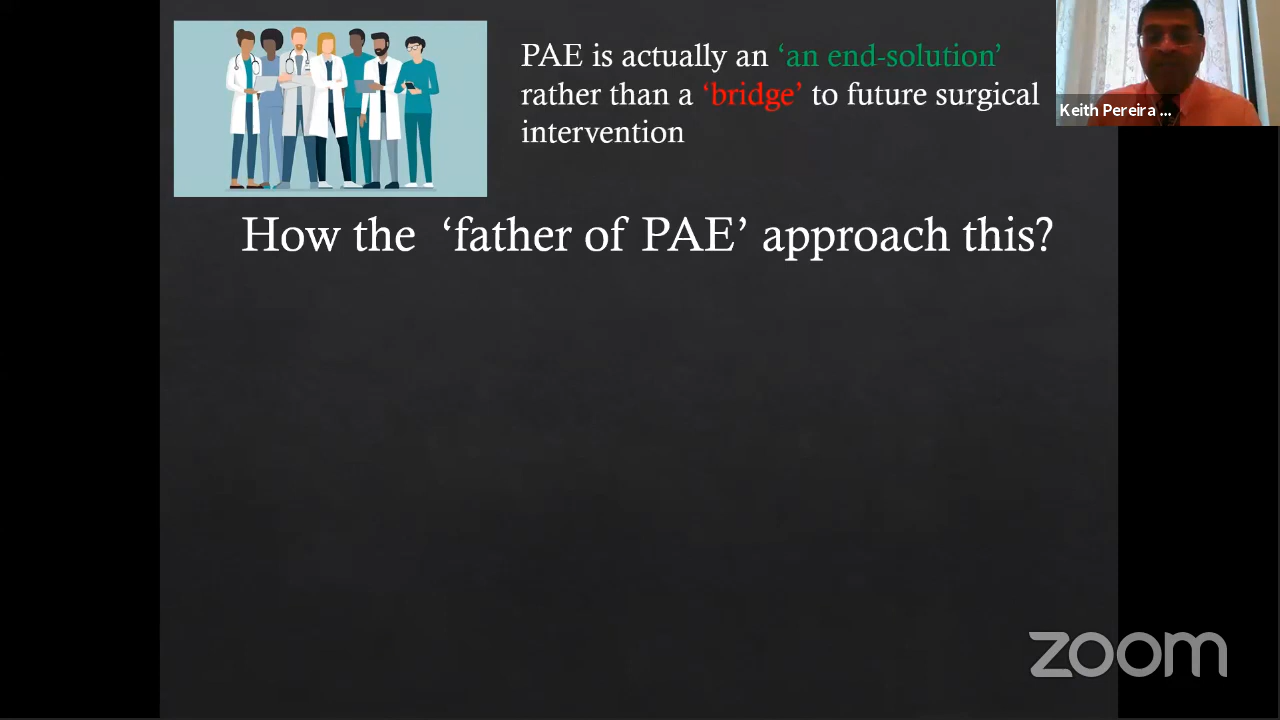 PAE is actually an ‘an end-solution’
rather than a ‘bridge’ to future surgical
intervention
Keith Pereira ...
How the ‘father of PAE’ approach this?
zoom